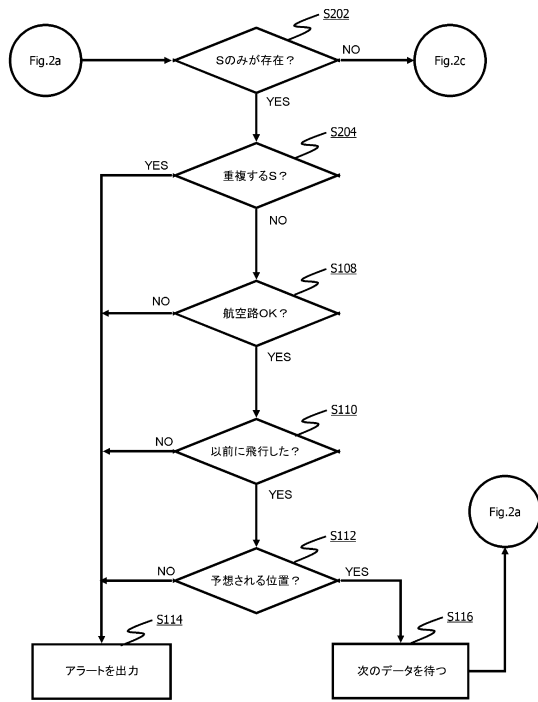 S202
Fig.2a
Sのみが存在?
NO
Fig.2c
YES
S204
YES
重複するS?
NO
S108
NO
航空路OK?
YES
S110
NO
以前に飛行した?
YES
Fig.2a
S112
NO
予想される位置?
YES
S114
S116
アラートを出力
次のデータを待つ